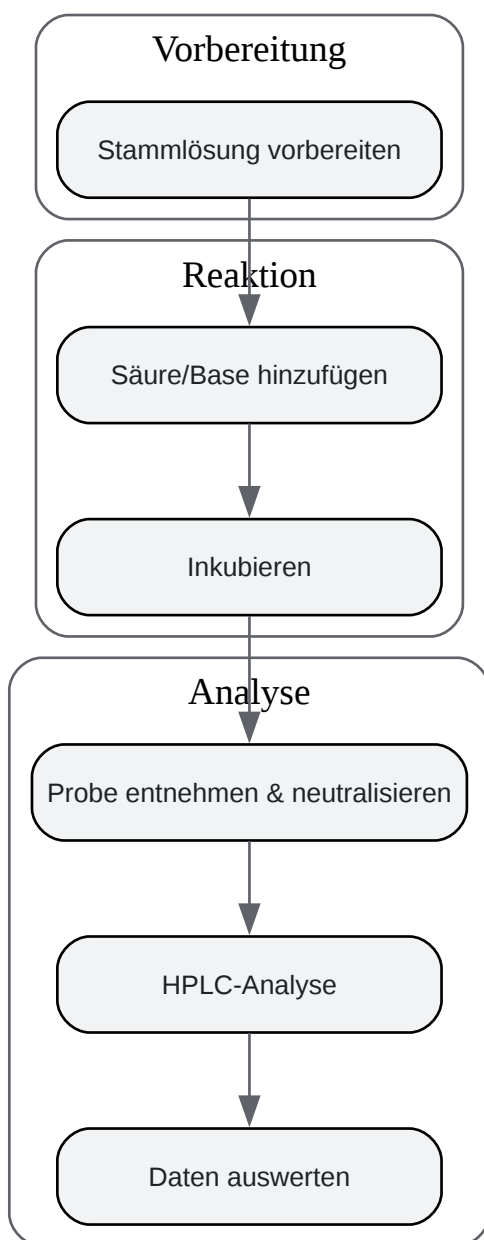 Vorbereitung
Stammlösung vorbereiten
Reaktion
Säure/Base hinzufügen
Inkubieren
Analyse
Probe entnehmen & neutralisieren
HPLC-Analyse
Daten auswerten